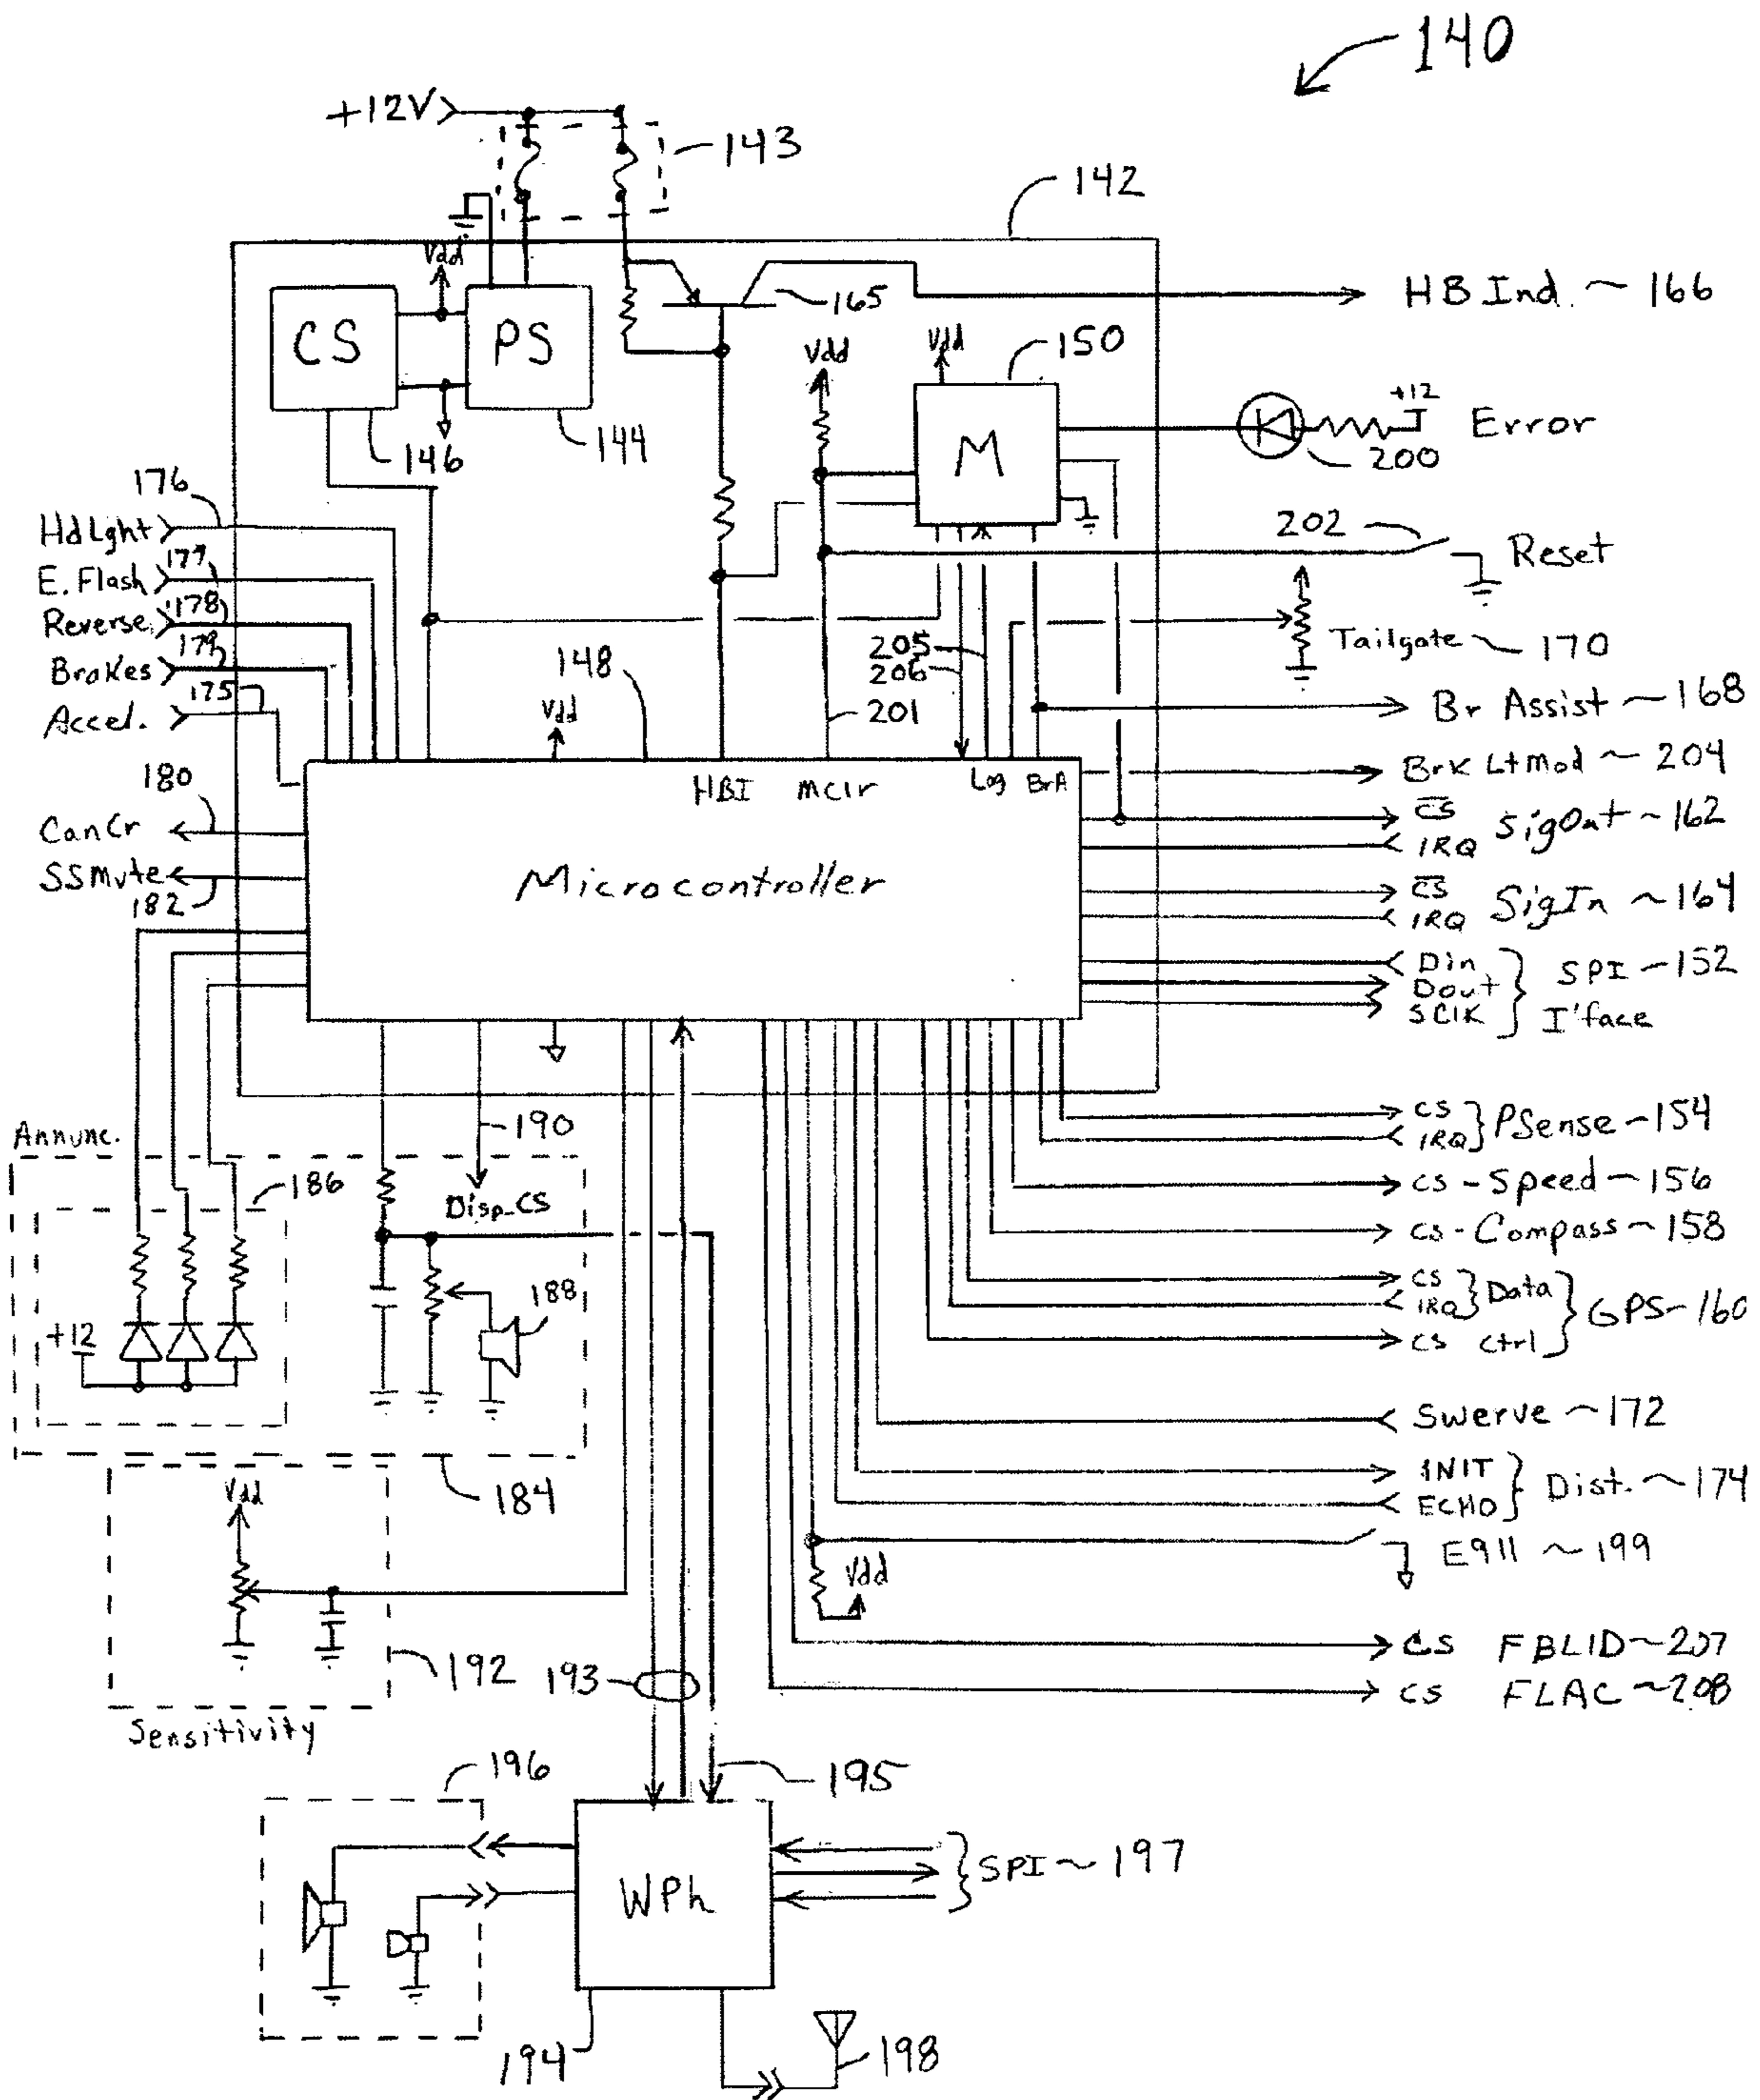 140
+12V
143
142
Vdd
CS
PS
165
HB Ind. ~ 166
Vdd
Vdd
150
M
+12
Error
200
146
144
176
HdLght
177
E. Flash
178
Reverse
179
Brakes
175
Accel.
202
Reset
Tailgate ~ 170
205
206
148
Vdd
201
Br Assist ~ 168
HBI
mclr
Log
BrA
Brk LtMod ~ 204
180
CanCr
CS
IRQ
SigOut ~ 162
SSMute
182
Microcontroller
CS
IRQ
SigIn ~ 164
Din
Dout
SClK
SPI ~ 152
I'face
Annunc.
190
CS
IRQ
PSense ~ 154
186
Disp_CS
CS - Speed ~ 156
CS - Compass ~ 158
188
CS
IRQ
Data
CS Ctrl
GPS ~ 160
+12
Swerve ~ 172
184
INIT
ECHO
Dist. ~ 174
Vdd
E911 ~ 199
Vdd
192
193
CS FBLID ~ 207
CS FLAC ~ 208
Sensitivity
196
195
WPh
SPI ~ 197
194
198